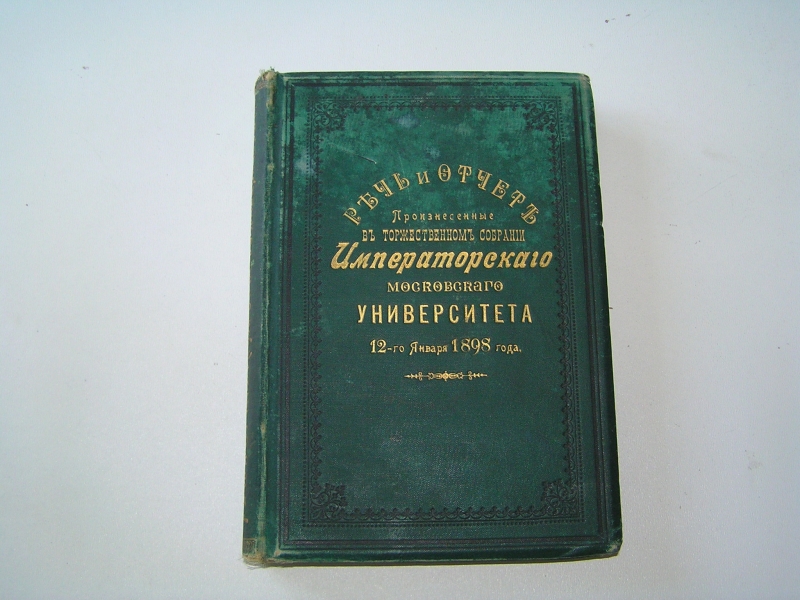 РѢЧЬ и ОТЧЕТЪ
Произнесенные
ВЪ ТОРЖЕСТВЕННОМЪ СОБРАНІИ
Императорскаго
МОСКОВСКАГО
УНИВЕРСИТЕТА
12-го Января 1898 года.